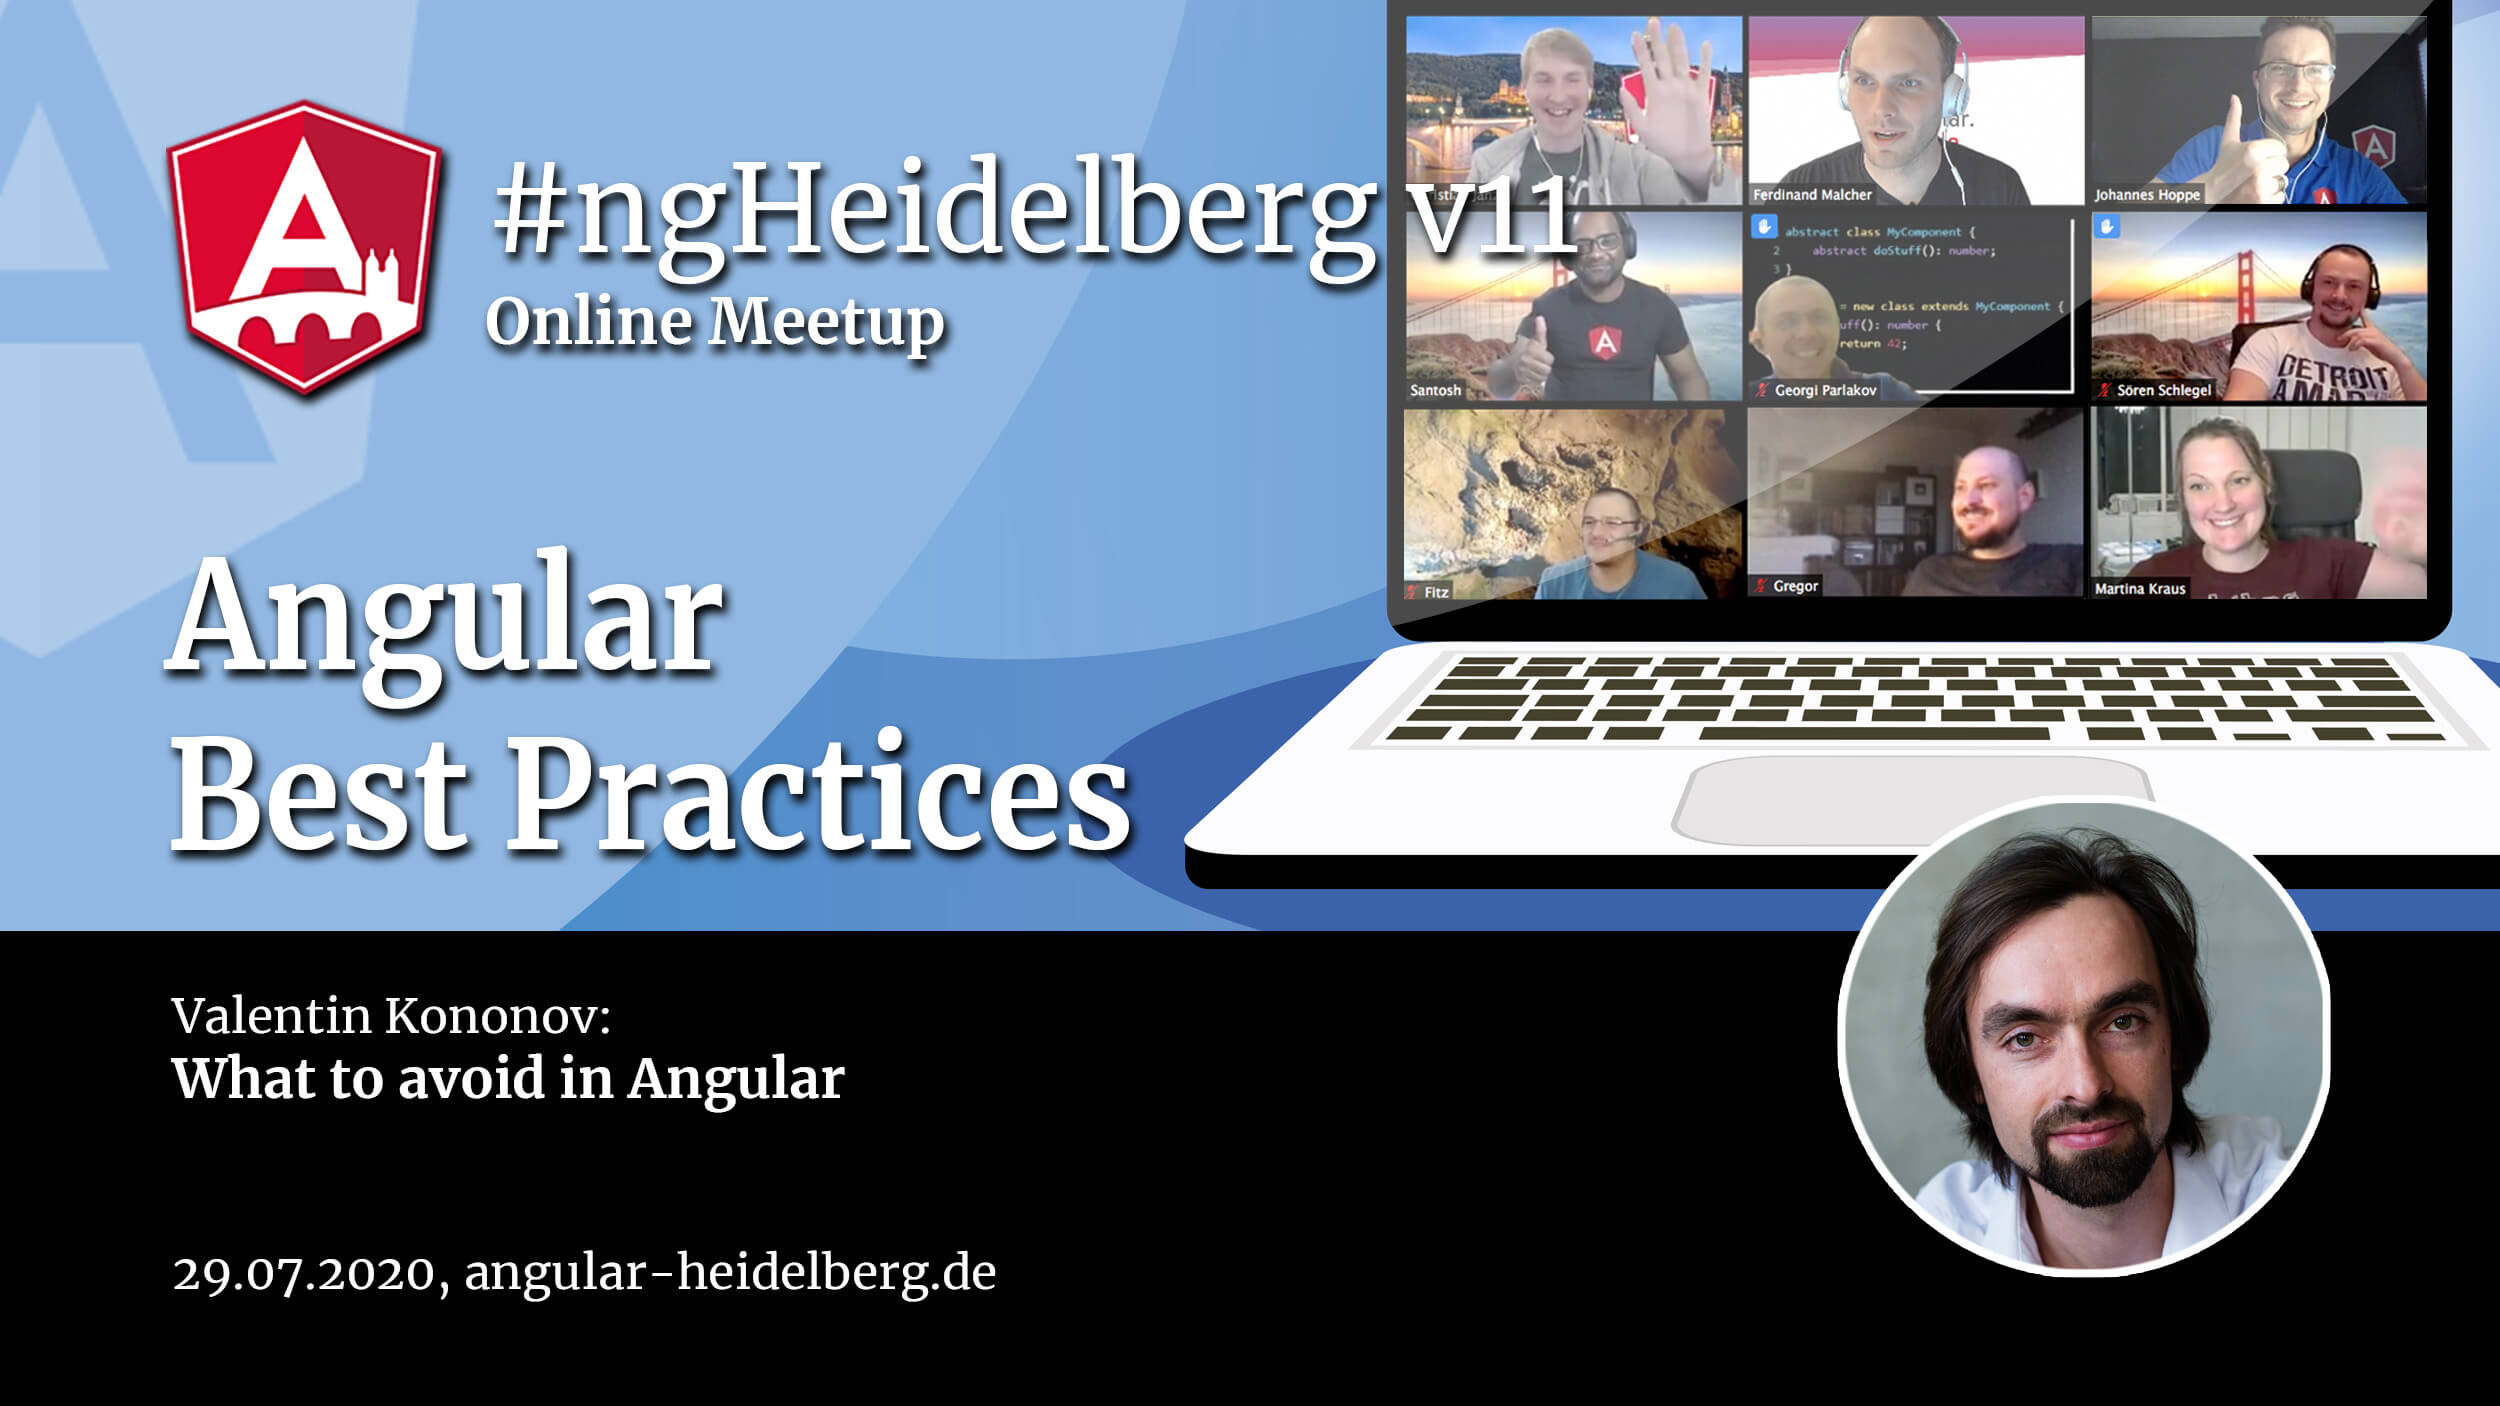 #ngHeidelberg v11
Online Meetup
Angular
Best Practices
Valentin Kononov:
What to avoid in Angular
29.07.2020, angular-heidelberg.de
A
Ferdinand Malcher
Johannes Hoppe
A
Santosh
A
abstract class MyComponent {
2 abstract doStuff(): number;
3 }
= new class extends MyComponent {
uff(): number {
return 42;
Georgi Parlakov
Sören Schlegel
DETROIT
Fitz
Gregor
Martina Kraus